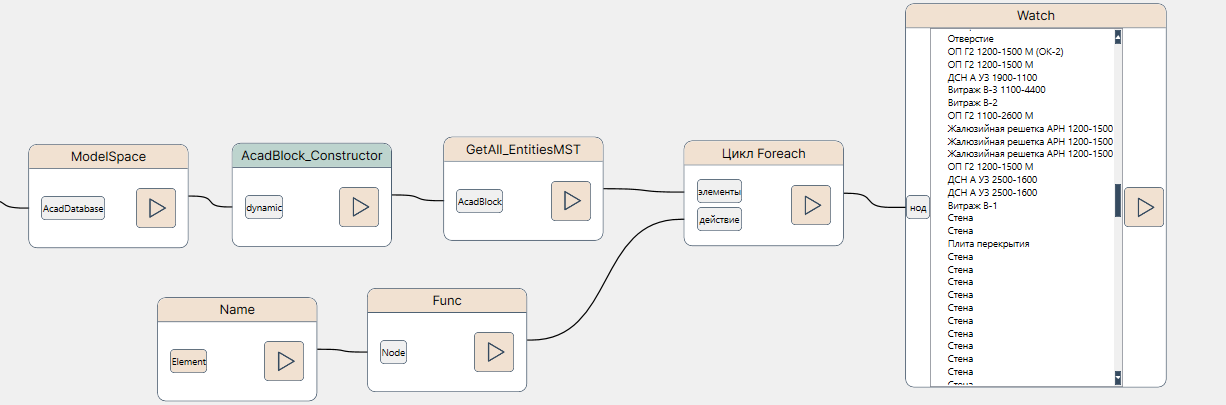 ModelSpace
AcadDatabase
AcadBlock_Constructor
dynamic
GetAll_EntitiesMST
AcadBlock
Цикл Foreach
элементы
действие
Name
Element
Func
Node
Watch
нод
Отверстие
ОП Г2 1200-1500 М (ОК-2)
ОП Г2 1200-1500 М
ДСН А УЗ 1900-1100
Витраж В-3 1100-4400
Витраж В-2
ОП Г2 1100-2600 М
Жалюзийная решетка АРН 1200-1500
Жалюзийная решетка АРН 1200-1500
Жалюзийная решетка АРН 1200-1500
ОП Г2 1200-1500 М
ДСН А УЗ 2500-1600
ДСН А УЗ 2500-1600
Витраж В-1
Стена
Стена
Плита перекрытия
Стена
Стена
Стена
Стена
Стена
Стена
Стена
Стена
Стена
Стена
Стена